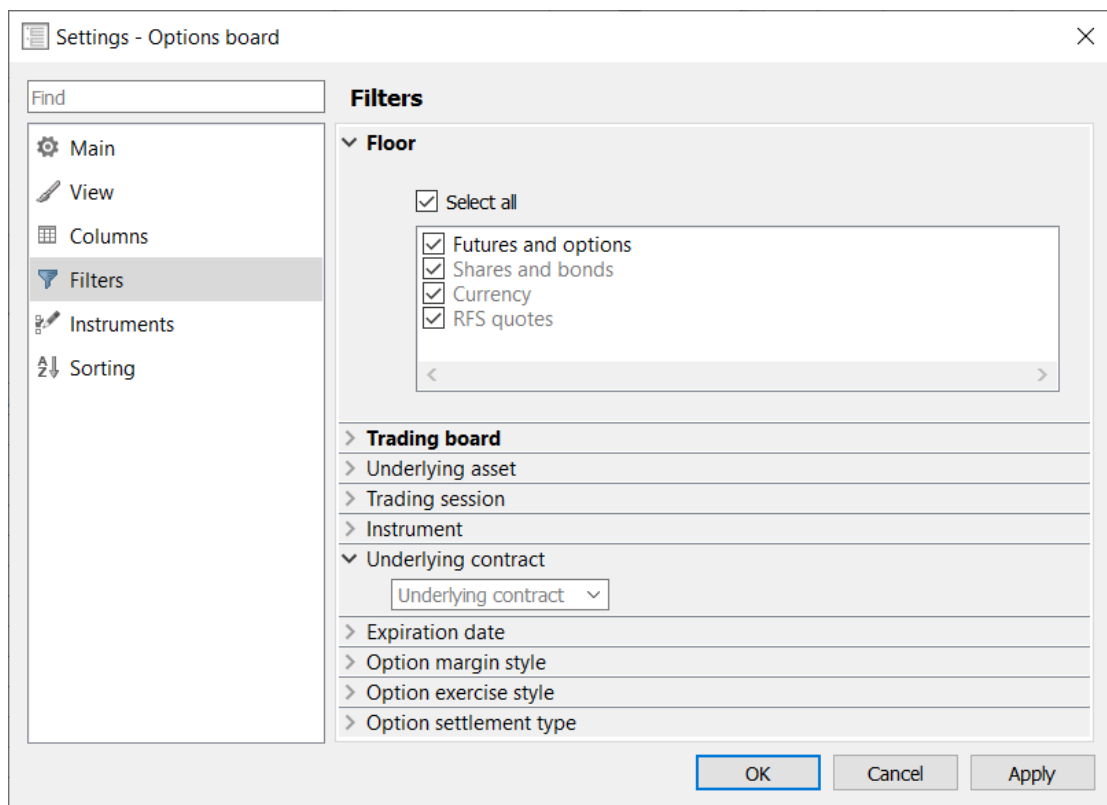 Settings - Options board
Find
Main
View
Columns
Filters
Instruments
Sorting
Filters
Floor
Select all
Futures and options
Shares and bonds
Currency
RFS quotes
Trading board
Underlying asset
Trading session
Instrument
Underlying contract
Underlying contract
Expiration date
Option margin style
Option exercise style
Option settlement type
OK Cancel Apply